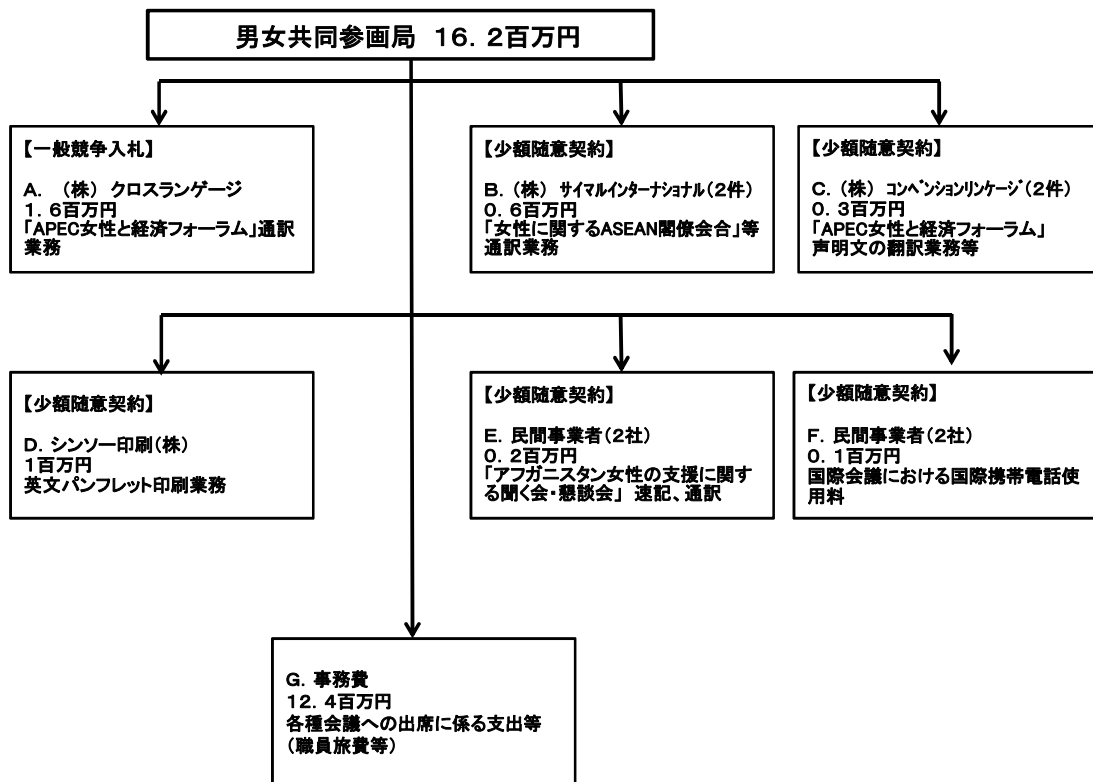 男女共同参画局 16.2百万円
【一般競争入札】
A. (株) クロスランゲージ
1.6百万円
「APEC女性と経済フォーラム」通訳
業務
【少額随意契約】
B.(株) サイマルインターナショナル(2件)
0.6百万円
「女性に関するASEAN閣僚会合」等
通訳業務
【少額随意契約】
C.(株) コンベンションリンケージ(2件)
0.3百万円
「APEC女性と経済フォーラム」
声明文の翻訳業務等
【少額随意契約】
D.シンソー印刷(株)
1百万円
英文パンフレット印刷業務
【少額随意契約】
E.民間事業者(2社)
0.2百万円
「アフガニスタン女性の支援に関す
る聞く会・懇談会」 速記、通訳
【少額随意契約】
F.民間事業者(2社)
0.1百万円
国際会議における国際携帯電話使
用料
G.事務費
12.4百万円
各種会議への出席に係る支出等
(職員旅費等)